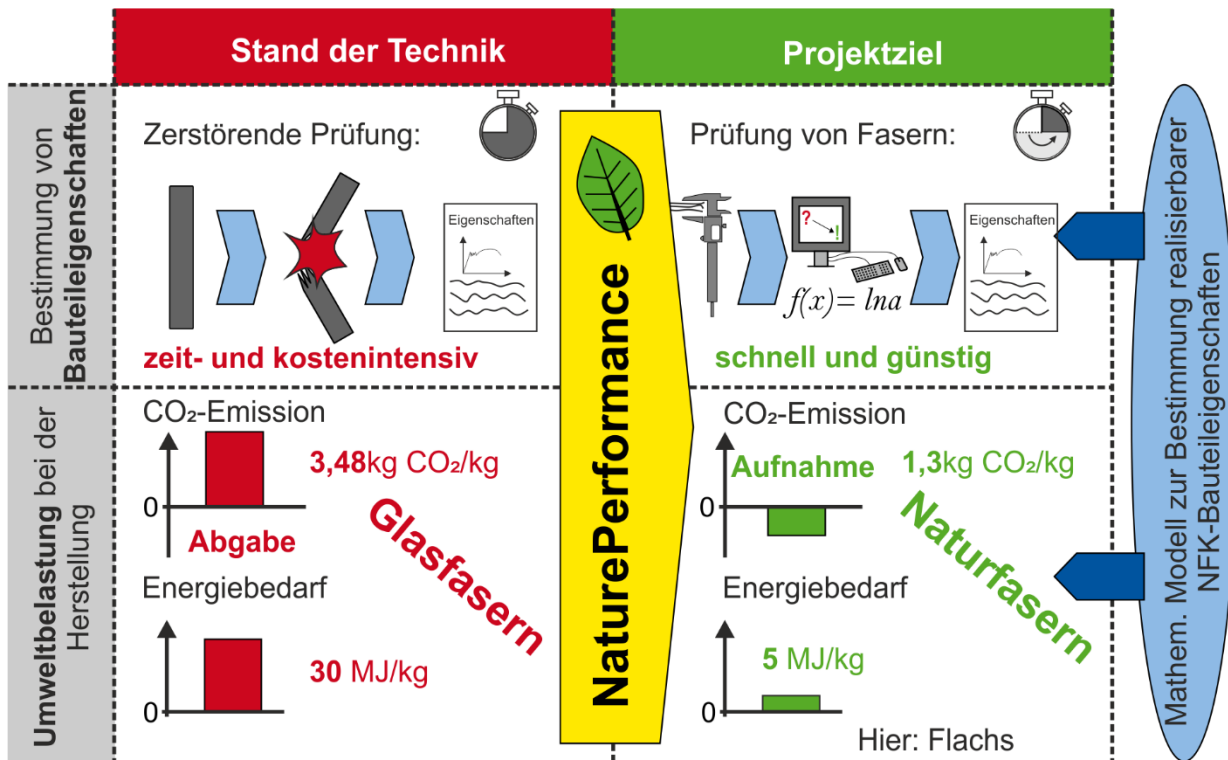 Stand der Technik
Projektziel
Bestimmung von
Bauteileigenschaften
Zerstörende Prüfung:
Eigenschaften
zeit- und kostenintensiv
Prüfung von Fasern:
?
!
f(x)= lna
Eigenschaften
schnell und günstig
NaturePerformance
Umweltbelastung bei der
Herstellung
CO₂-Emission
0
3,48kg CO₂/kg
Abgabe
Glasfasern
Energiebedarf
0
30 MJ/kg
CO₂-Emission
Aufnahme
1,3kg CO₂/kg
0
Naturfasern
Energiebedarf
0
5 MJ/kg
Hier: Flachs
Mathem. Modell zur Bestimmung realisierbarer
NFK-Bauteileigenschaften